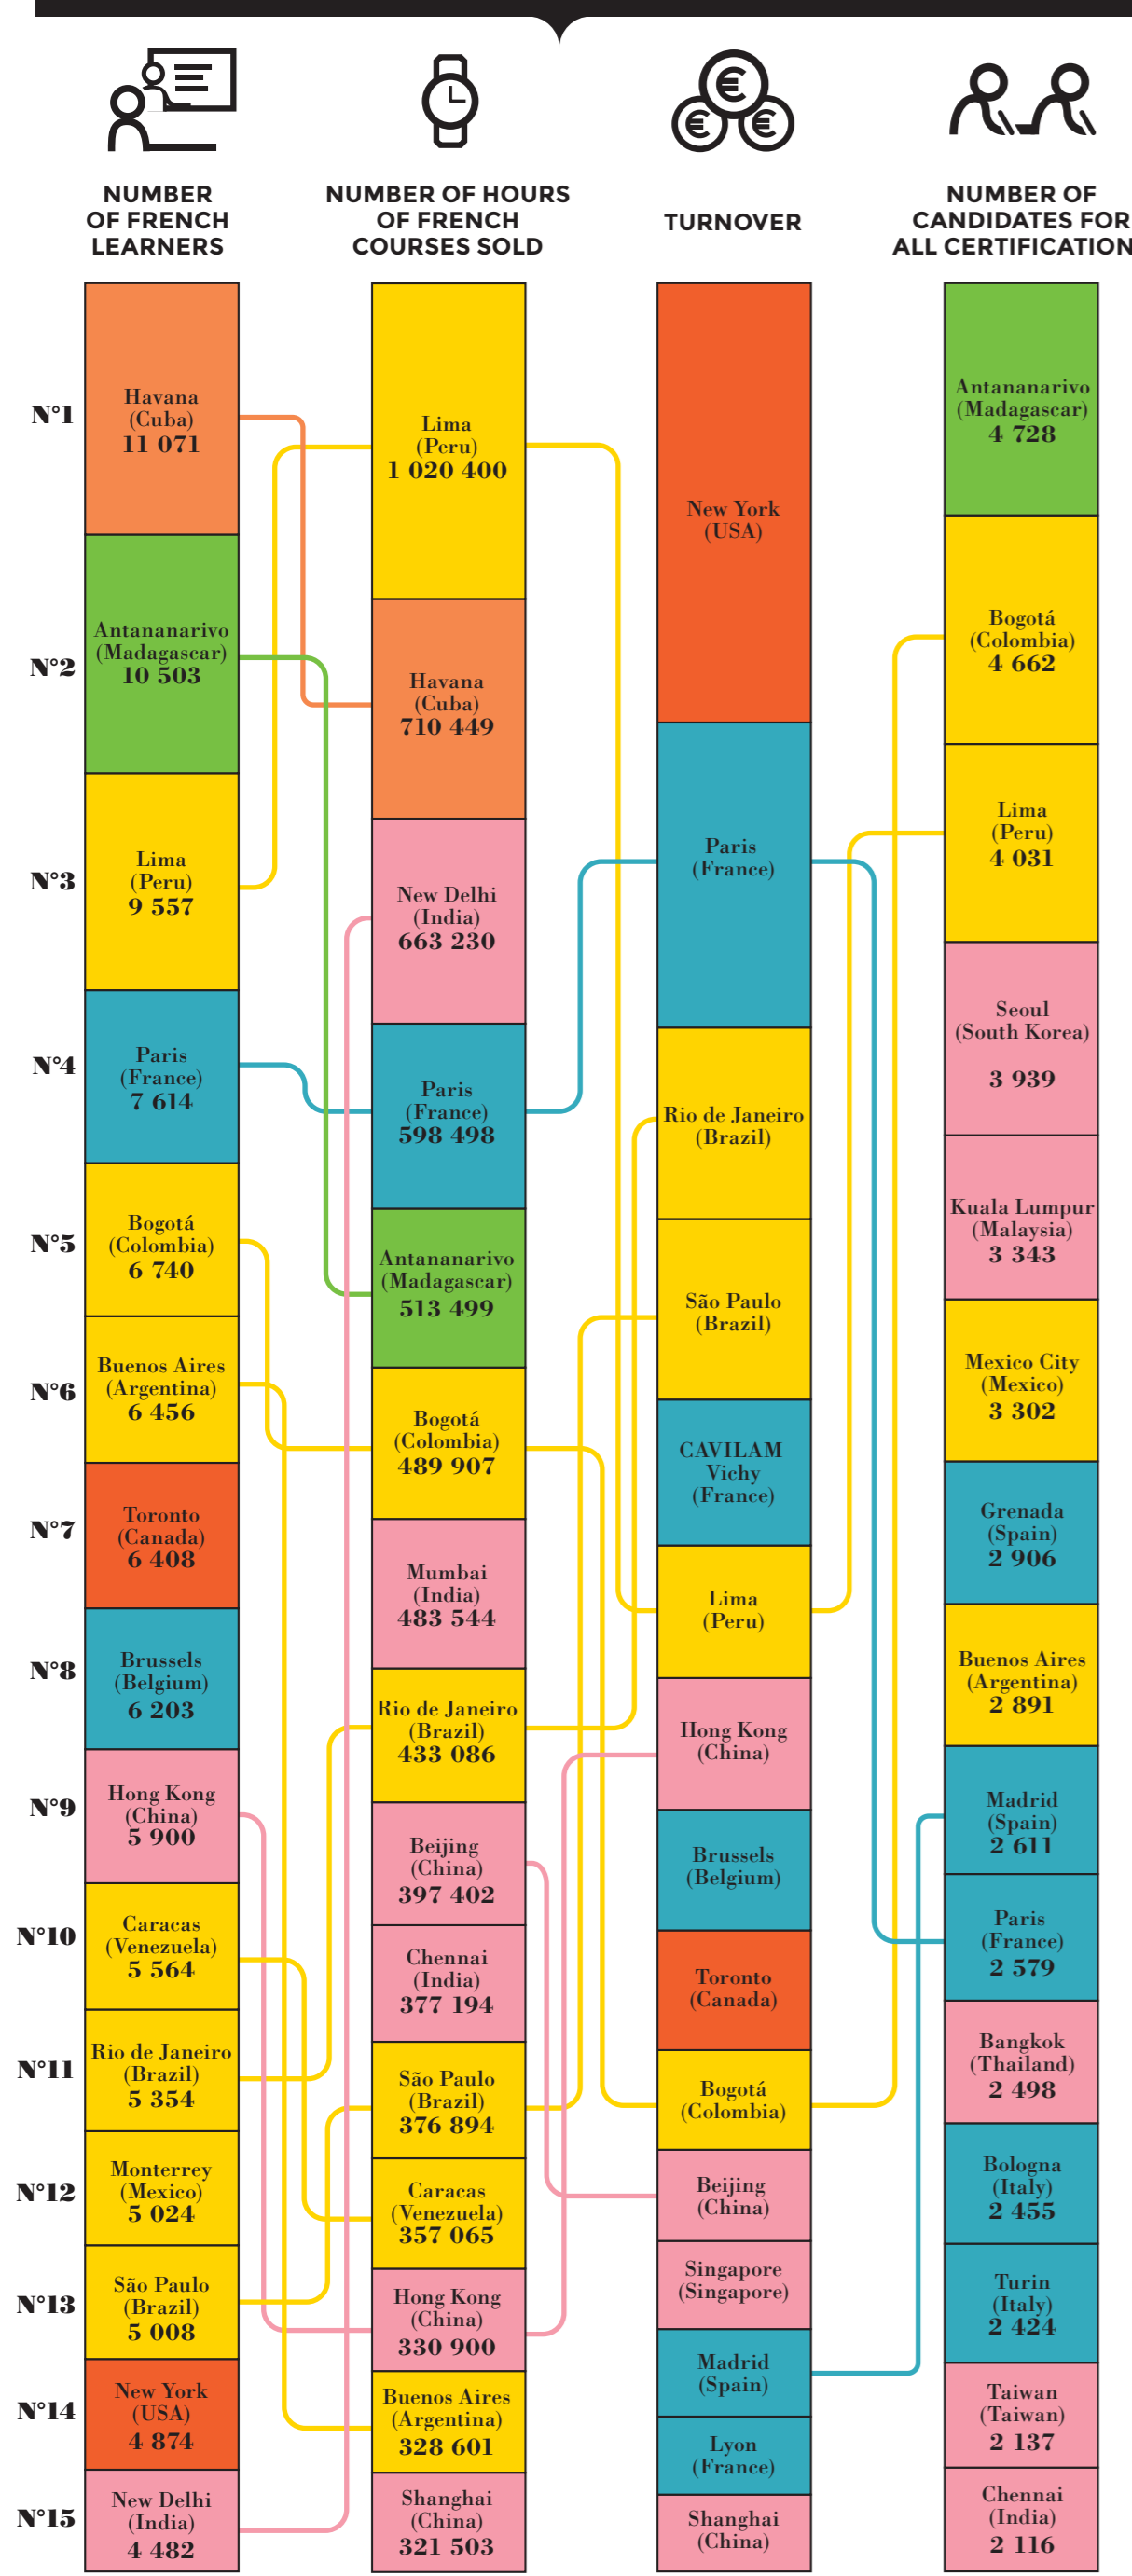 NUMBER
OF FRENCH
LEARNERS
NUMBER OF HOURS
OF FRENCH
COURSES SOLD
TURNOVER
NUMBER OF
CANDIDATES FOR
ALL CERTIFICATION
N°1
N°2
N°3
N°4
N°5
N°6
N°7
N°8
N°9
N°10
N°11
N°12
N°13
N°14
N°15
Havana
(Cuba)
11 071
Antananarivo
(Madagascar)
10 503
Lima
(Peru)
9 557
Paris
(France)
7 614
Bogotá
(Colombia)
6 740
Buenos Aires
(Argentina)
6 456
Toronto
(Canada)
6 408
Brussels
(Belgium)
6 203
Hong Kong
(China)
5 900
Caracas
(Venezuela)
5 564
Rio de Janeiro
(Brazil)
5 354
Monterrey
(Mexico)
5 024
São Paulo
(Brazil)
5 008
New York
(USA)
4 874
New Delhi
(India)
4 482
Lima
(Peru)
1 020 400
Havana
(Cuba)
710 449
New Delhi
(India)
663 230
Paris
(France)
598 498
Antananarivo
(Madagascar)
513 499
Bogotá
(Colombia)
489 907
Mumbai
(India)
483 544
Rio de Janeiro
(Brazil)
433 086
Beijing
(China)
397 402
Chennai
(India)
377 194
São Paulo
(Brazil)
376 894
Caracas
(Venezuela)
357 065
Hong Kong
(China)
330 900
Buenos Aires
(Argentina)
328 601
Shanghai
(China)
321 503
€
€
€
New York
(USA)
Paris
(France)
Rio de Janeiro
(Brazil)
São Paulo
(Brazil)
CAVILAM
Vichy
(France)
Lima
(Peru)
Hong Kong
(China)
Brussels
(Belgium)
Toronto
(Canada)
Bogotá
(Colombia)
Beijing
(China)
Singapore
(Singapore)
Madrid
(Spain)
Lyon
(France)
Shanghai
(China)
Antananarivo
(Madagascar)
4 728
Bogotá
(Colombia)
4 662
Lima
(Peru)
4 031
Seoul
(South Korea)
3 939
Kuala Lumpur
(Malaysia)
3 343
Mexico City
(Mexico)
3 302
Grenada
(Spain)
2 906
Buenos Aires
(Argentina)
2 891
Madrid
(Spain)
2 611
Paris
(France)
2 579
Bangkok
(Thailand)
2 498
Bologna
(Italy)
2 455
Turin
(Italy)
2 424
Taiwan
(Taiwan)
2 137
Chennai
(India)
2 116